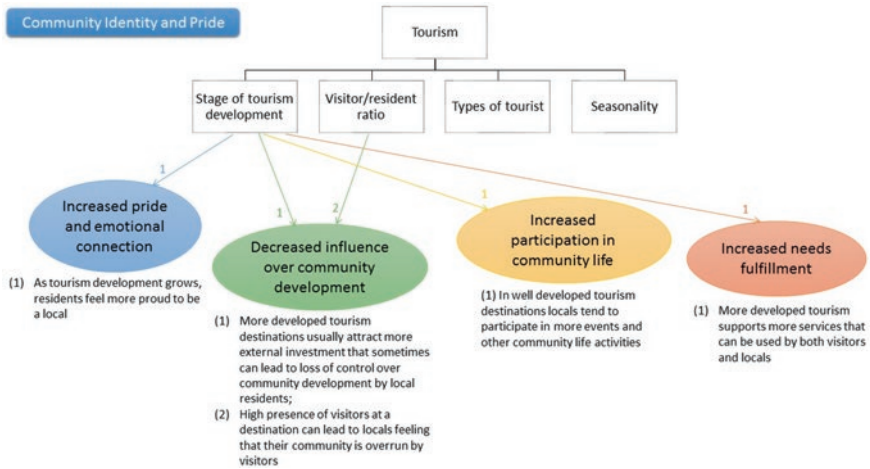 Community Identity and Pride
Tourism
Stage of tourism
development
Visitor/resident
ratio
Types of tourist
Seasonality
1
1
2
1
1
Increased pride
and emotional
connection
(1) As tourism development grows,
residents feel more proud to be
a local
Decreased influence
over community
development
(1) More developed tourism
destinations usually attract more
external investment that sometimes
can lead to loss of control over
community development by local
residents;
(2) High presence of visitors at a
destination can lead to locals feeling
that their community is overrun by
visitors
Increased
participation in
community life
(1) In well developed tourism
destinations locals tend to
participate in more events and
other community life activities
Increased needs
fulfillment
(1) More developed tourism
supports more services that
can be used by both visitors
and locals